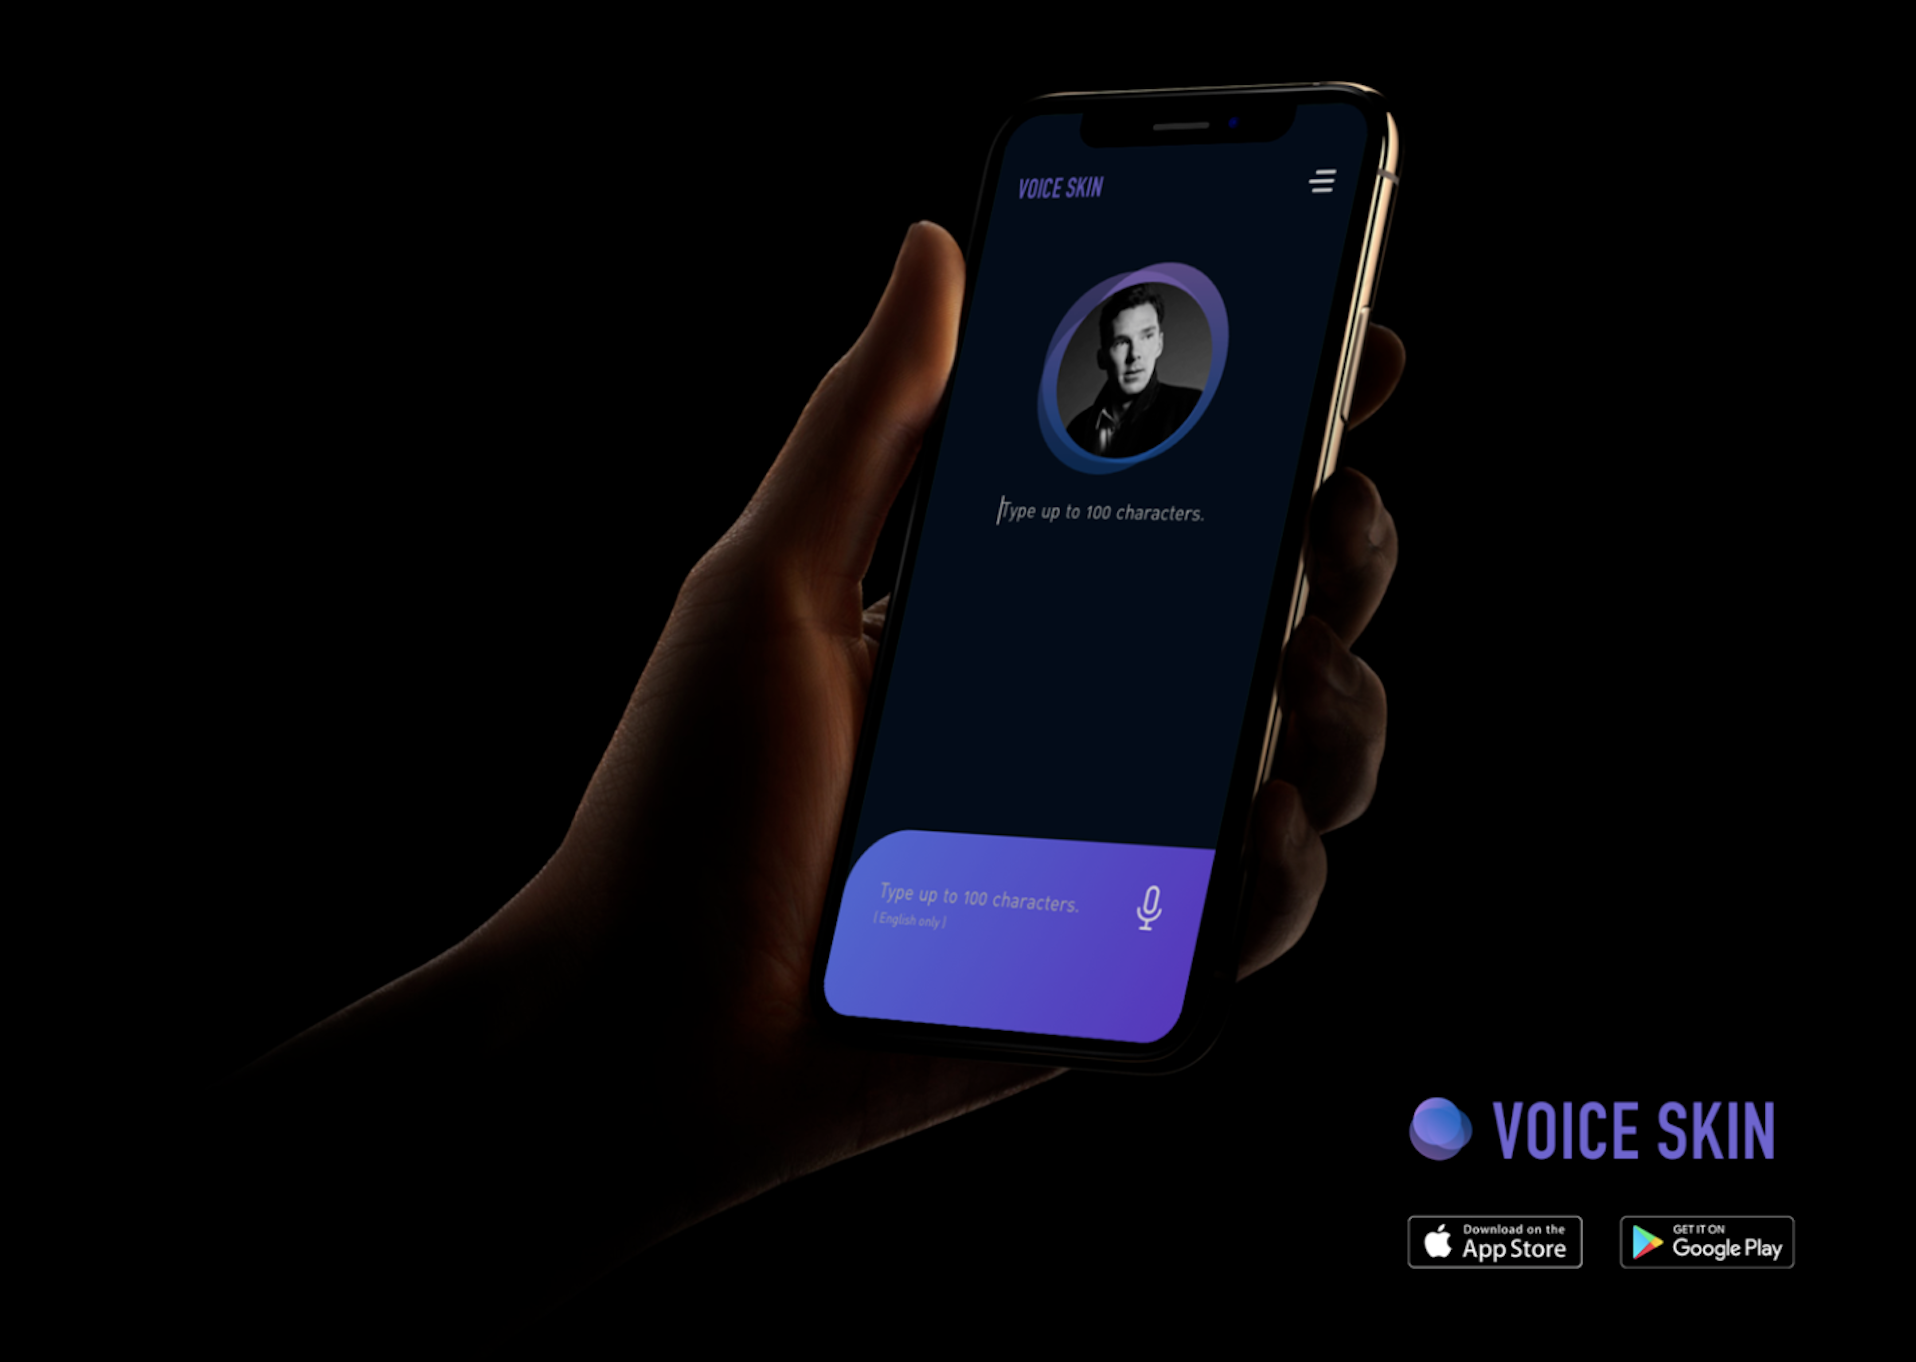 VOICE SKIN
Type up to 100 characters.
Type up to 100 characters.
[ English only ]
VOICE SKIN
Download on the
App Store
GET IT ON
Google Play